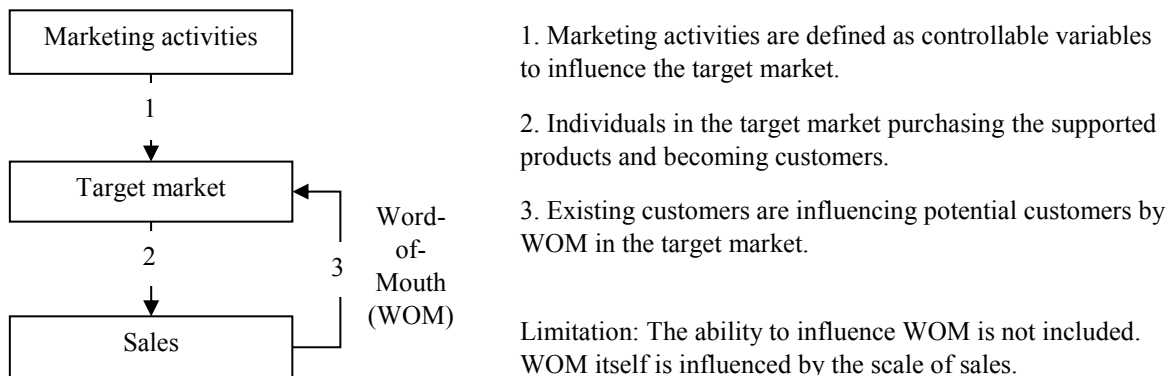 Marketing activities
1
Target market
2
Sales
3
Word-
of-
Mouth
(WOM)
1. Marketing activities are defined as controllable variables
to influence the target market.
2. Individuals in the target market purchasing the supported
products and becoming customers.
3. Existing customers are influencing potential customers by
WOM in the target market.
Limitation: The ability to influence WOM is not included.
WOM itself is influenced by the scale of sales.